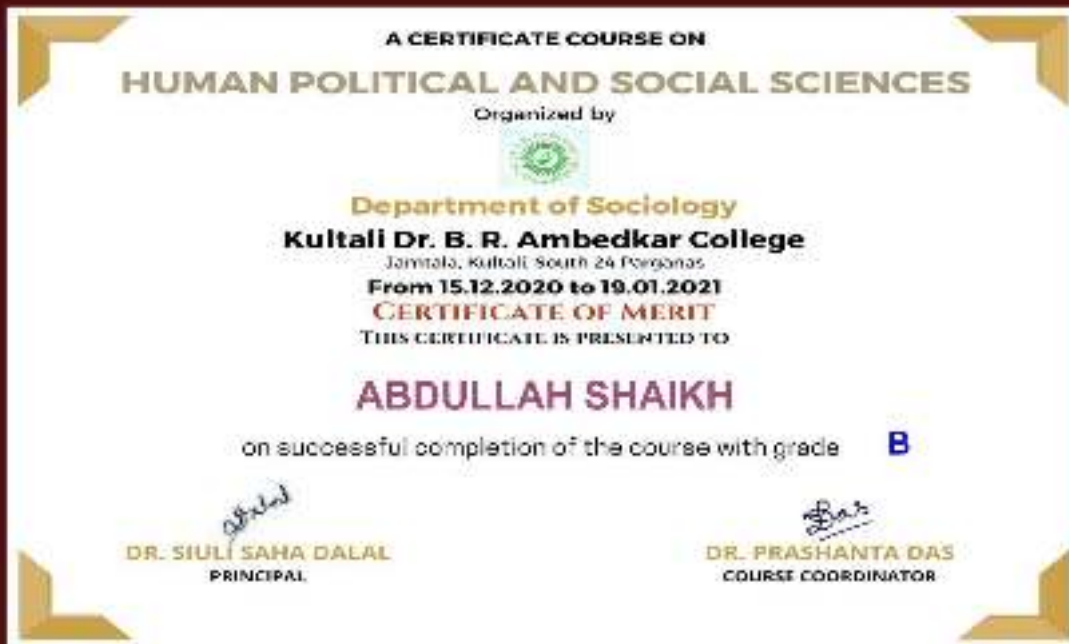 A CERTIFICATE COURSE ON
HUMAN POLITICAL AND SOCIAL SCIENCES
Organized by
Department of Sociology
Kultali Dr. B. R. Ambedkar College
Jamtala, Kultali, South 24 Parganas
From 15.12.2020 to 19.01.2021
CERTIFICATE OF MERIT
THIS CERTIFICATE IS PRESENTED TO
ABDULLAH SHAIKH
on successful completion of the course with grade B
Das
DR. SIULI SAHA DALAL DR. PRASHANTA DAS
PRINCIPAL COURSE COORDINATOR